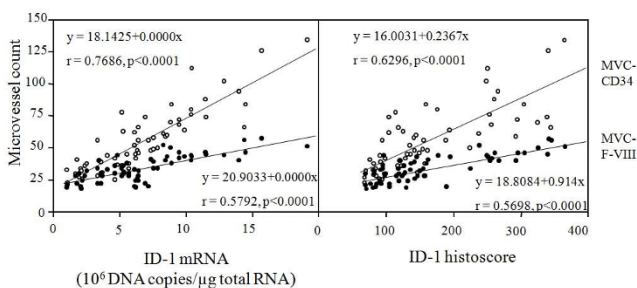 Microvessel count
150
125
100
75
50
25
0
y = 18.1425+0.0000x
r = 0.7686, p<0.0001
y = 20.9033+0.0000x
r = 0.5792, p<0.0001
0 5 10 15 20
ID-1 mRNA
(10⁶ DNA copies/µg total RNA)
y = 16.0031+0.2367x
r = 0.6296, p<0.0001
y = 18.8084+0.914x
r = 0.5698, p<0.0001
0 100 200 300 400
ID-1 histoscore
MVC-
CD34
MVC-
F-VIII